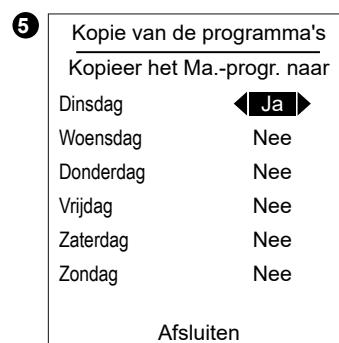 5
Kopie van de programma's
Kopieer het Ma.-progr. naar
Dinsdag Ja
Woensdag Nee
Donderdag Nee
Vrijdag Nee
Zaterdag Nee
Zondag Nee
Afsluiten